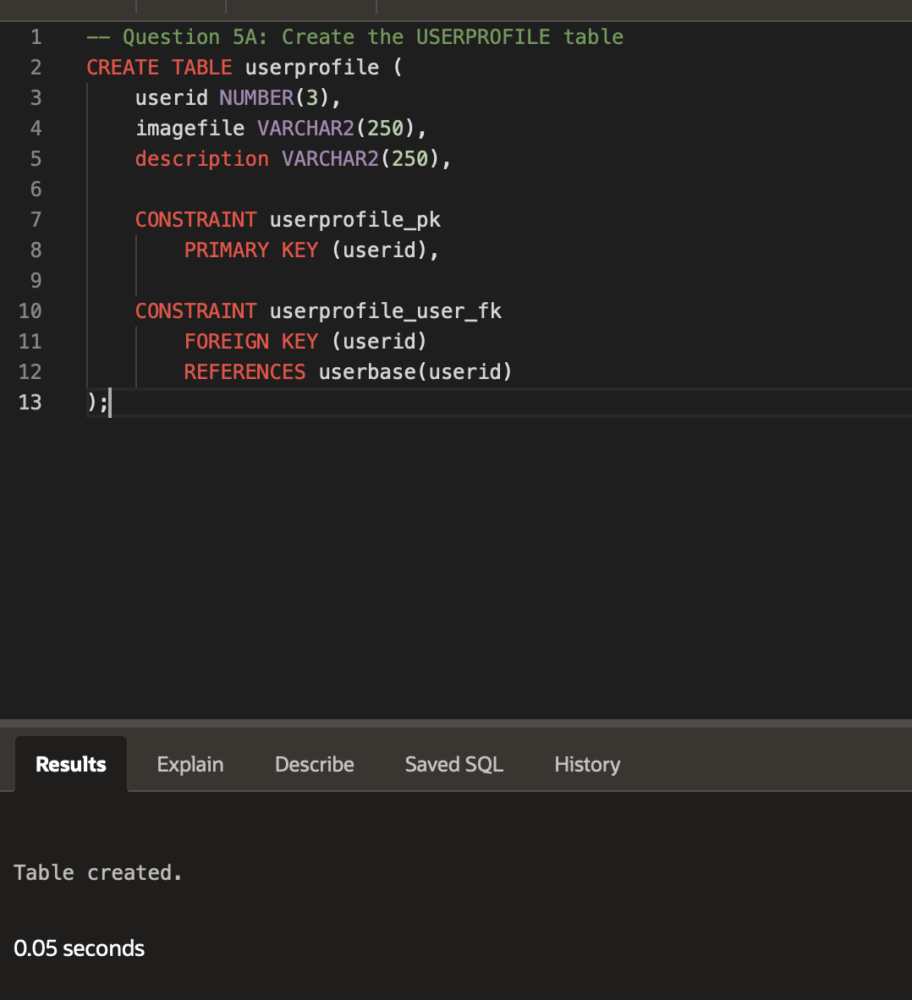 1 -- Question 5A: Create the USERPROFILE table
2 CREATE TABLE userprofile (
3 userid NUMBER(3),
4 imagefile VARCHAR2(250),
5 description VARCHAR2(250),
6
7 CONSTRAINT userprofile_pk
8 PRIMARY KEY (userid),
9
10 CONSTRAINT userprofile_user_fk
11 FOREIGN KEY (userid)
12 REFERENCES userbase(userid)
13 );
Results Explain Describe Saved SQL History
Table created.
0.05 seconds